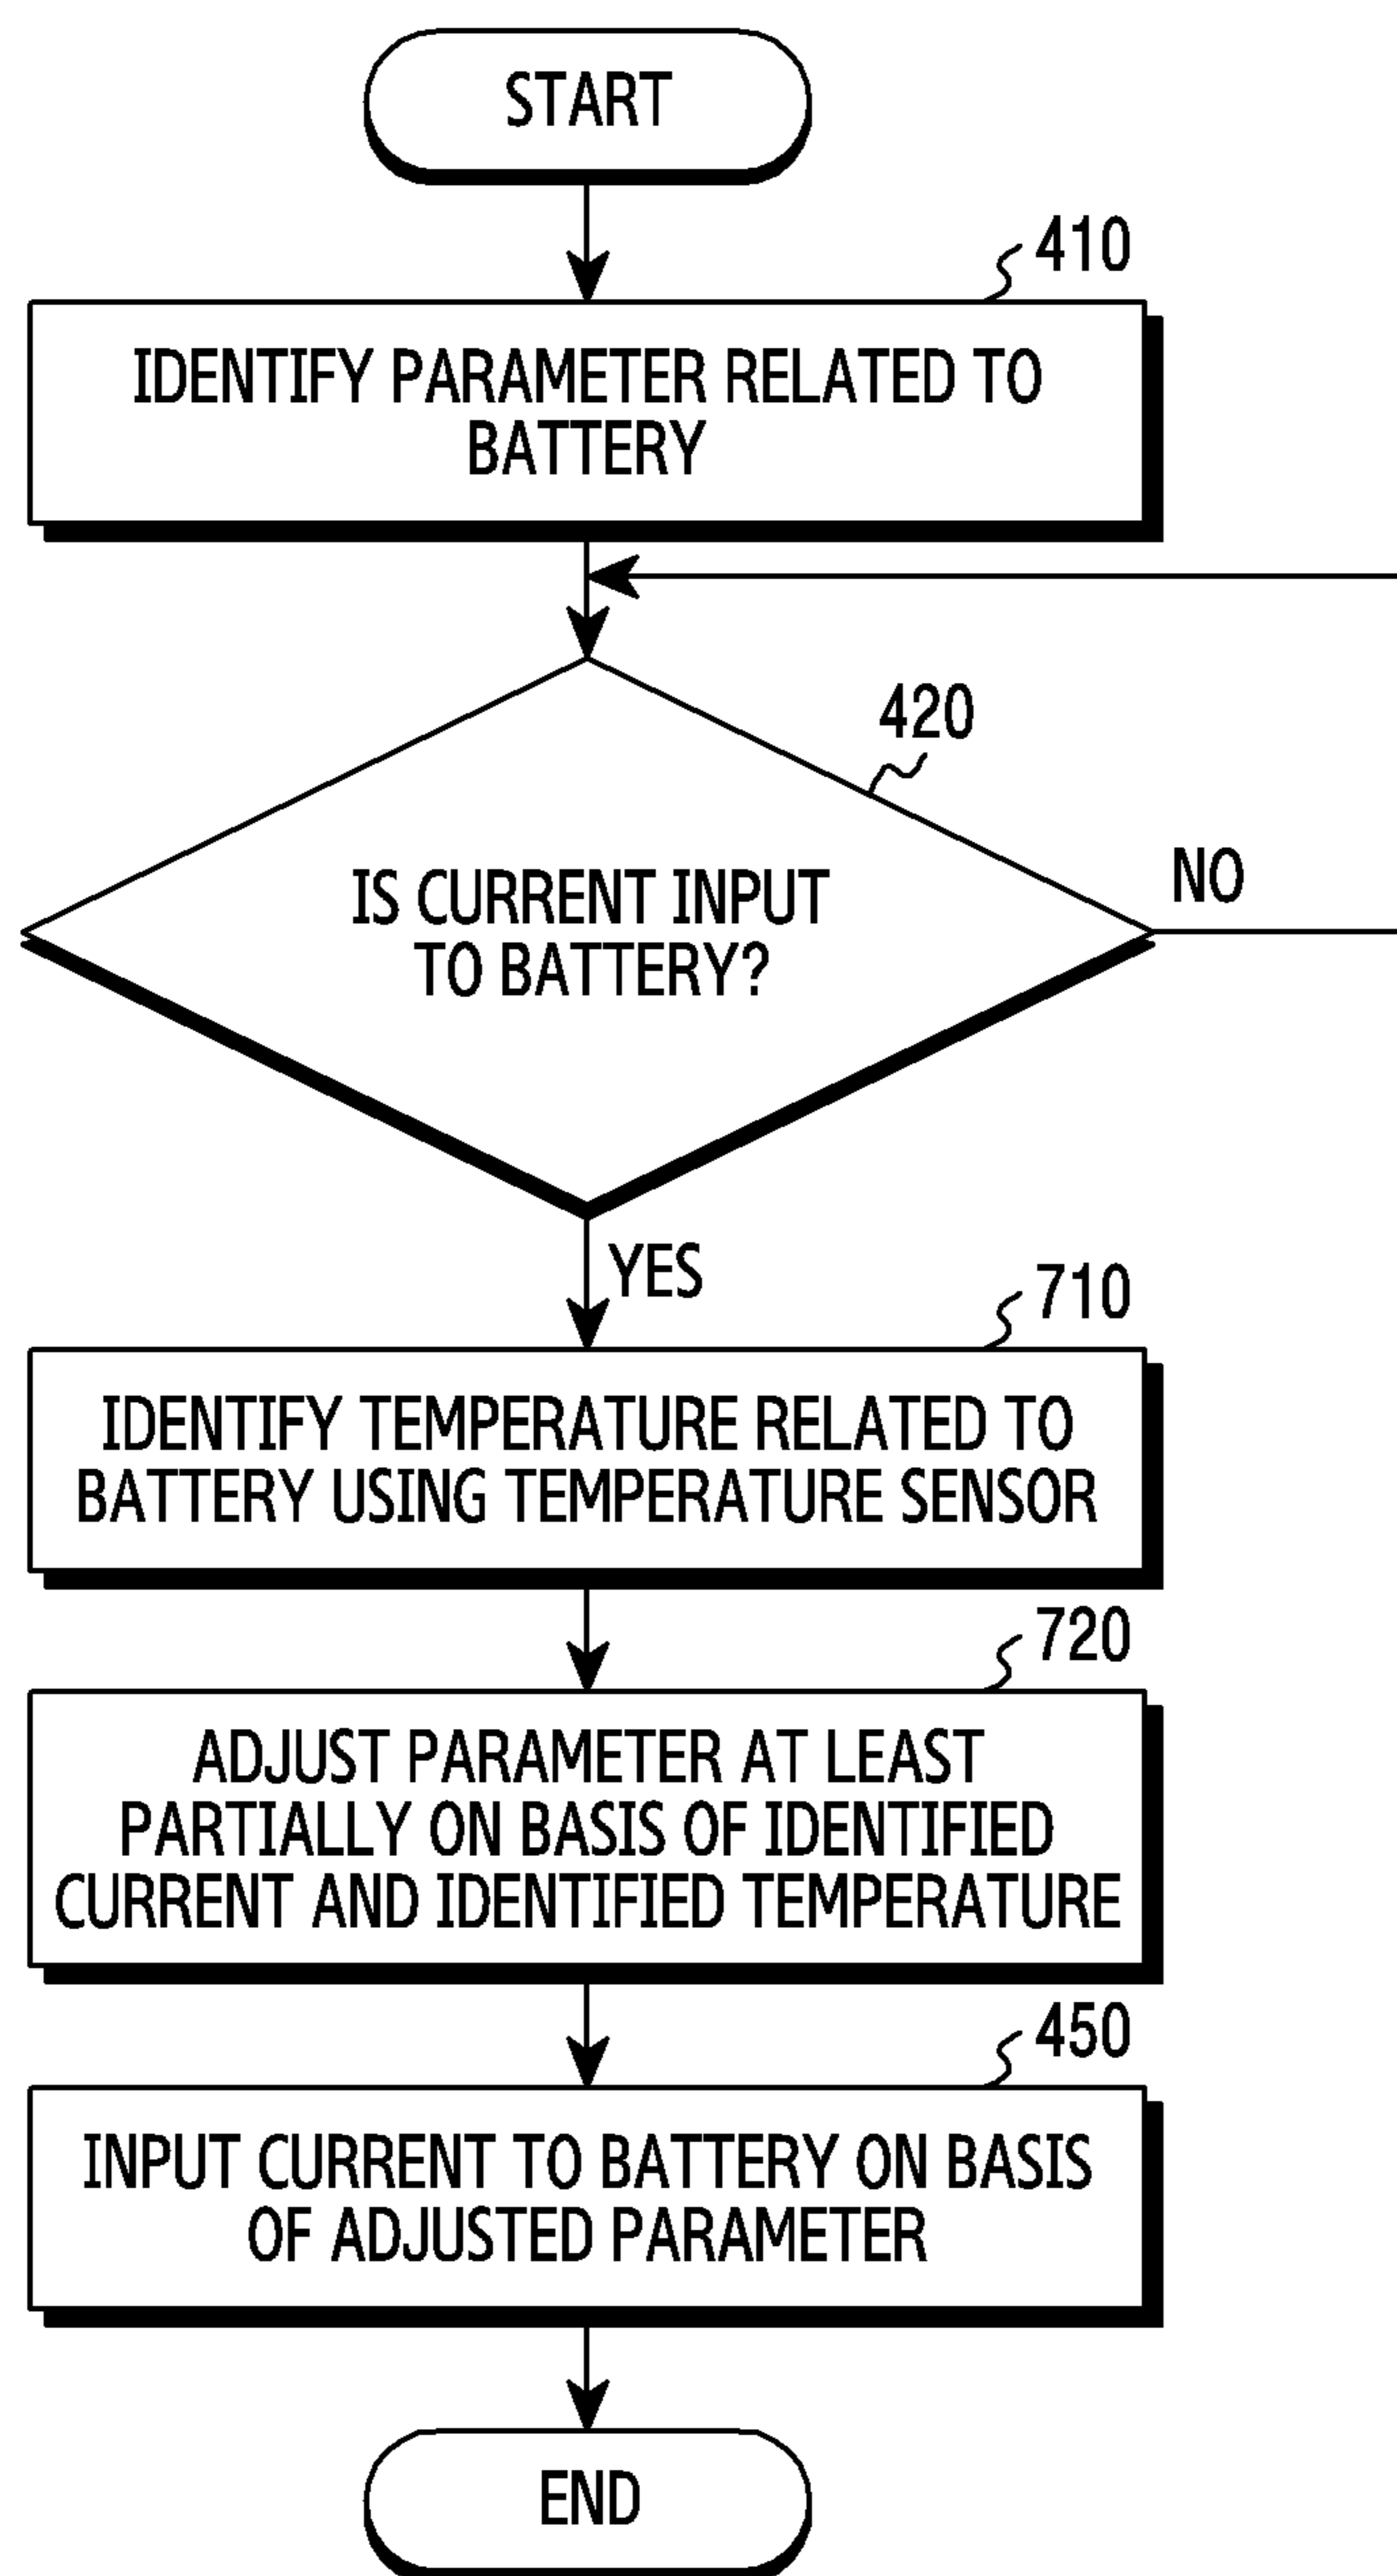 START
410
IDENTIFY PARAMETER RELATED TO
BATTERY
420
IS CURRENT INPUT
TO BATTERY?
NO
YES
710
IDENTIFY TEMPERATURE RELATED TO
BATTERY USING TEMPERATURE SENSOR
720
ADJUST PARAMETER AT LEAST
PARTIALLY ON BASIS OF IDENTIFIED
CURRENT AND IDENTIFIED TEMPERATURE
450
INPUT CURRENT TO BATTERY ON BASIS
OF ADJUSTED PARAMETER
END